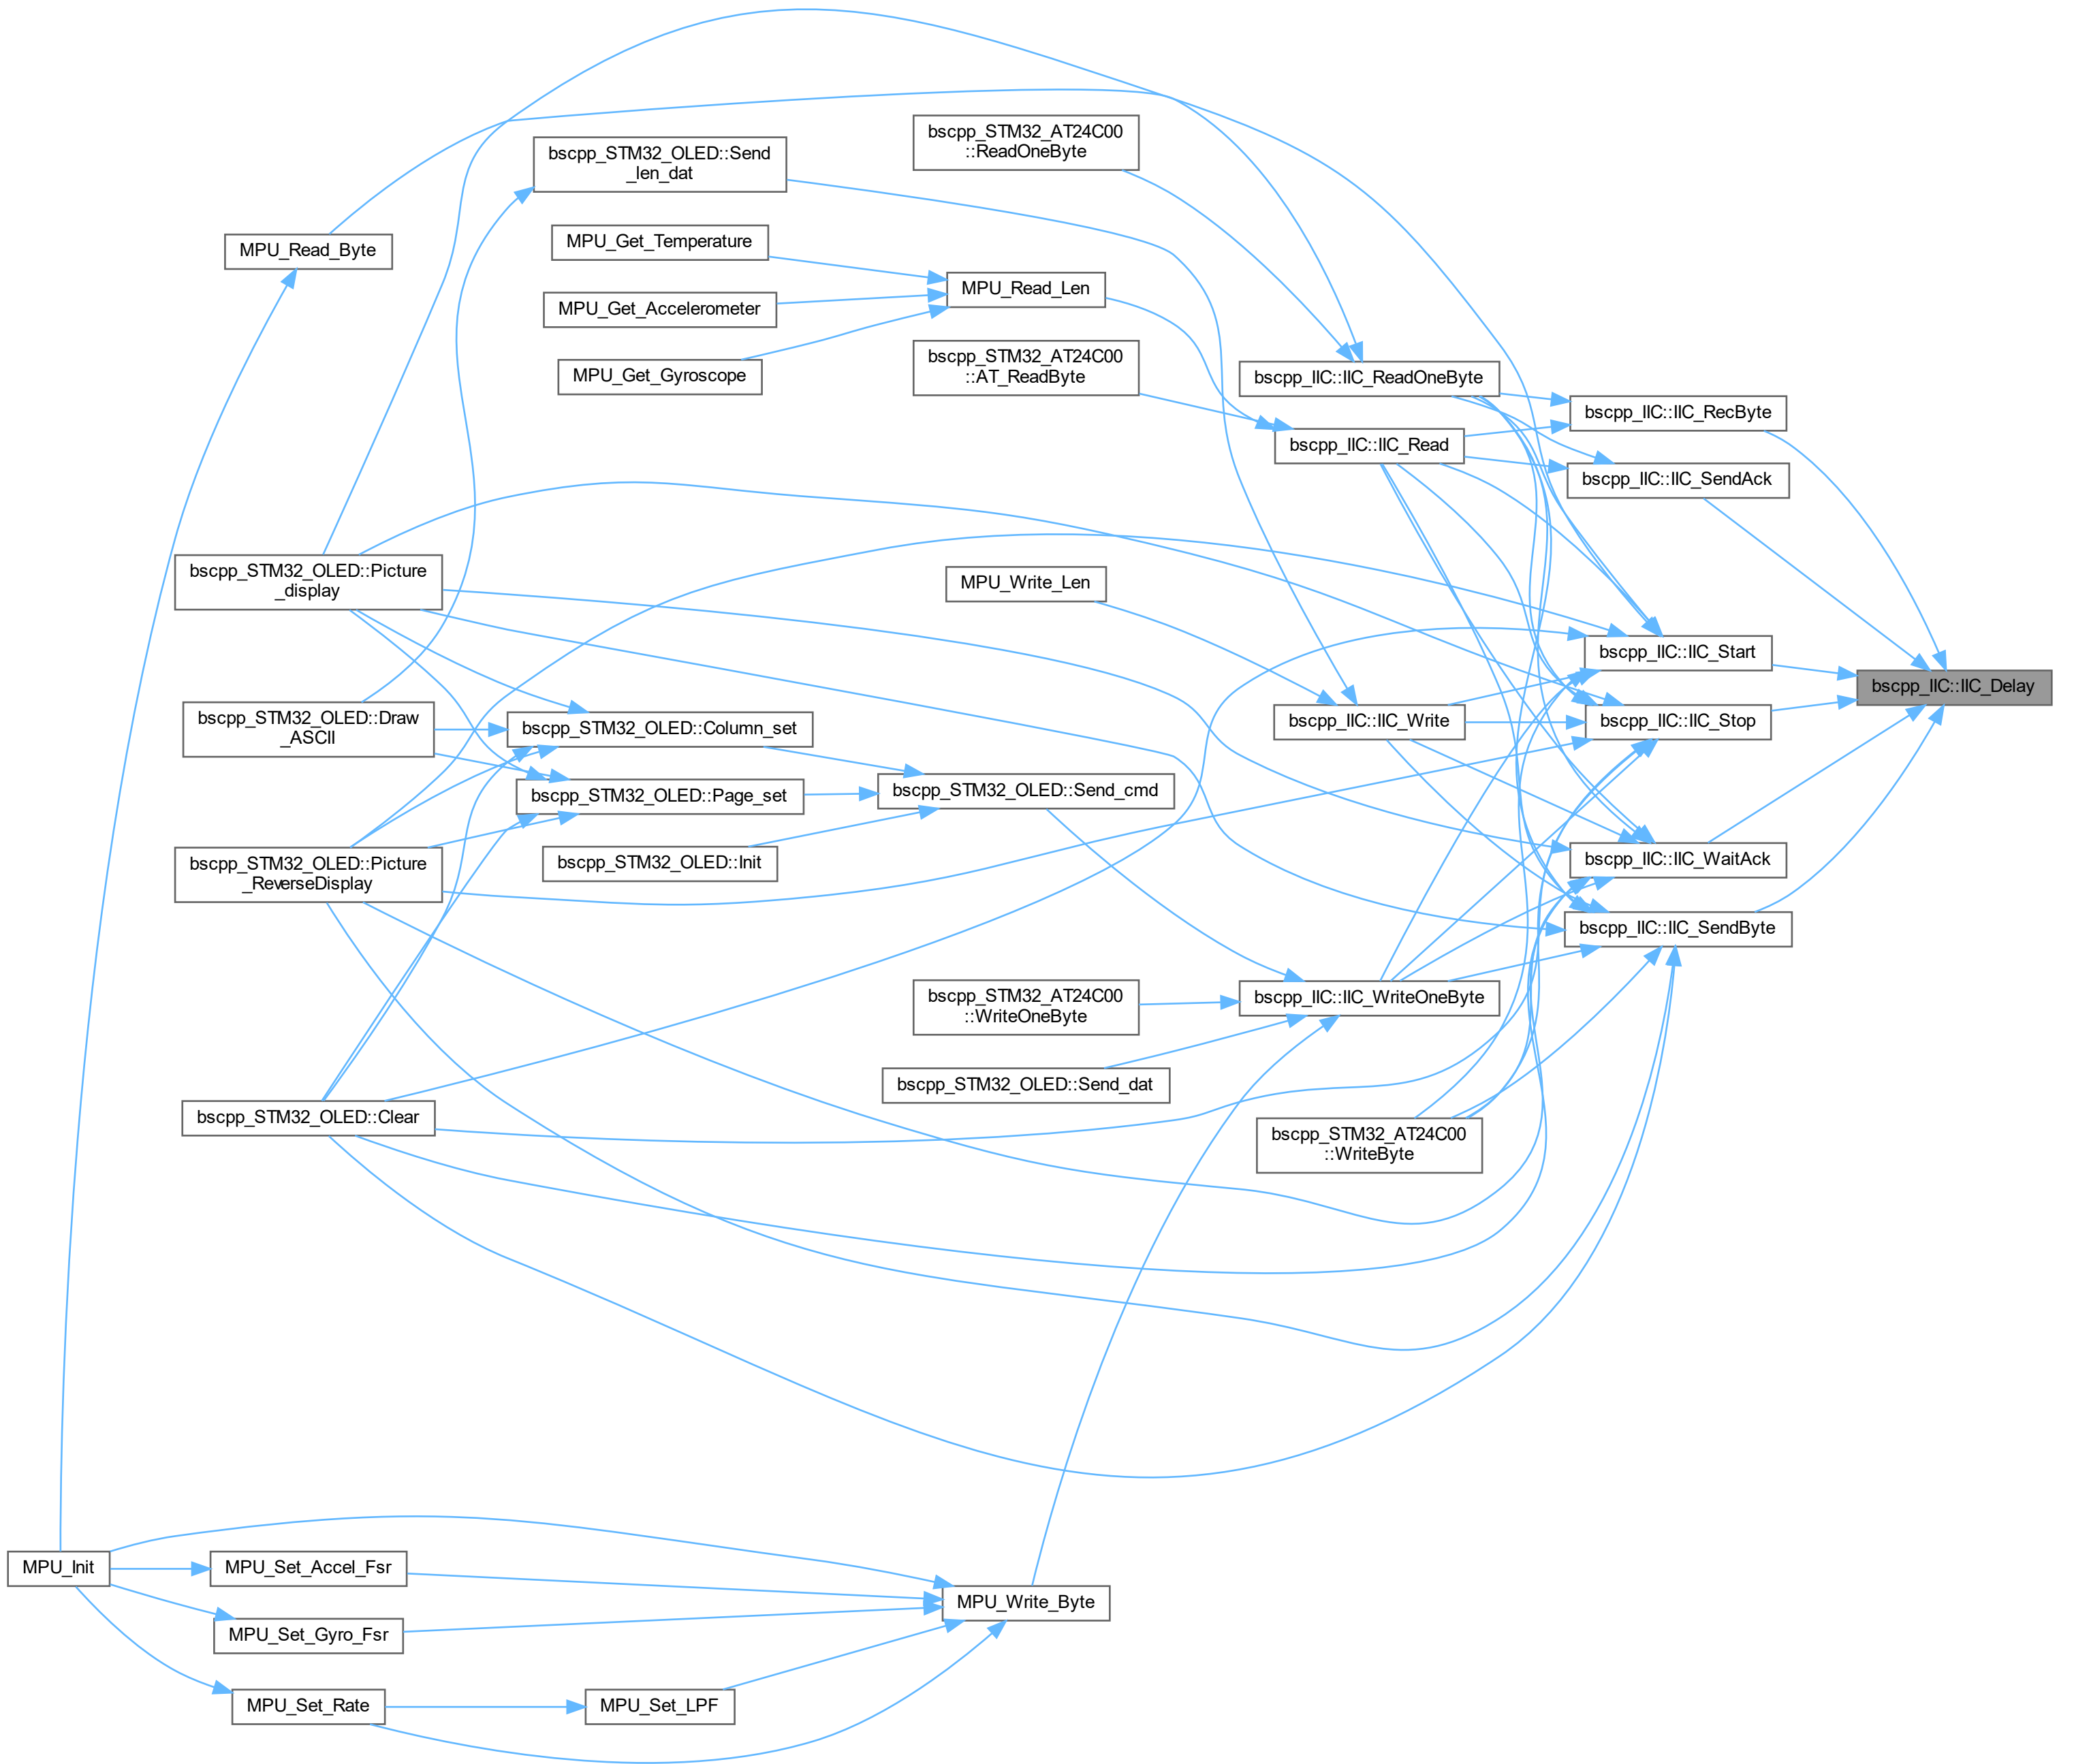 bscpp_STM32_AT24C00
::ReadOneByte
bscpp_STM32_OLED::Send
_len_dat
MPU_Read_Byte
MPU_Get_Temperature
MPU_Read_Len
MPU_Get_Accelerometer
MPU_Get_Gyroscope
bscpp_STM32_AT24C00
::AT_ReadByte
bscpp_IIC::IIC_ReadOneByte
bscpp_IIC::IIC_RecByte
bscpp_IIC::IIC_Read
bscpp_IIC::IIC_SendAck
bscpp_STM32_OLED::Picture
_display
MPU_Write_Len
bscpp_IIC::IIC_Start
bscpp_IIC::IIC_Delay
bscpp_STM32_OLED::Draw
_ASCII
bscpp_STM32_OLED::Column_set
bscpp_IIC::IIC_Write
bscpp_IIC::IIC_Stop
bscpp_STM32_OLED::Page_set
bscpp_STM32_OLED::Send_cmd
bscpp_STM32_OLED::Picture
_ReverseDisplay
bscpp_STM32_OLED::Init
bscpp_IIC::IIC_WaitAck
bscpp_IIC::IIC_SendByte
bscpp_STM32_AT24C00
::WriteOneByte
bscpp_IIC::IIC_WriteOneByte
bscpp_STM32_OLED::Send_dat
bscpp_STM32_OLED::Clear
bscpp_STM32_AT24C00
::WriteByte
MPU_Init
MPU_Set_Accel_Fsr
MPU_Write_Byte
MPU_Set_Gyro_Fsr
MPU_Set_Rate
MPU_Set_LPF